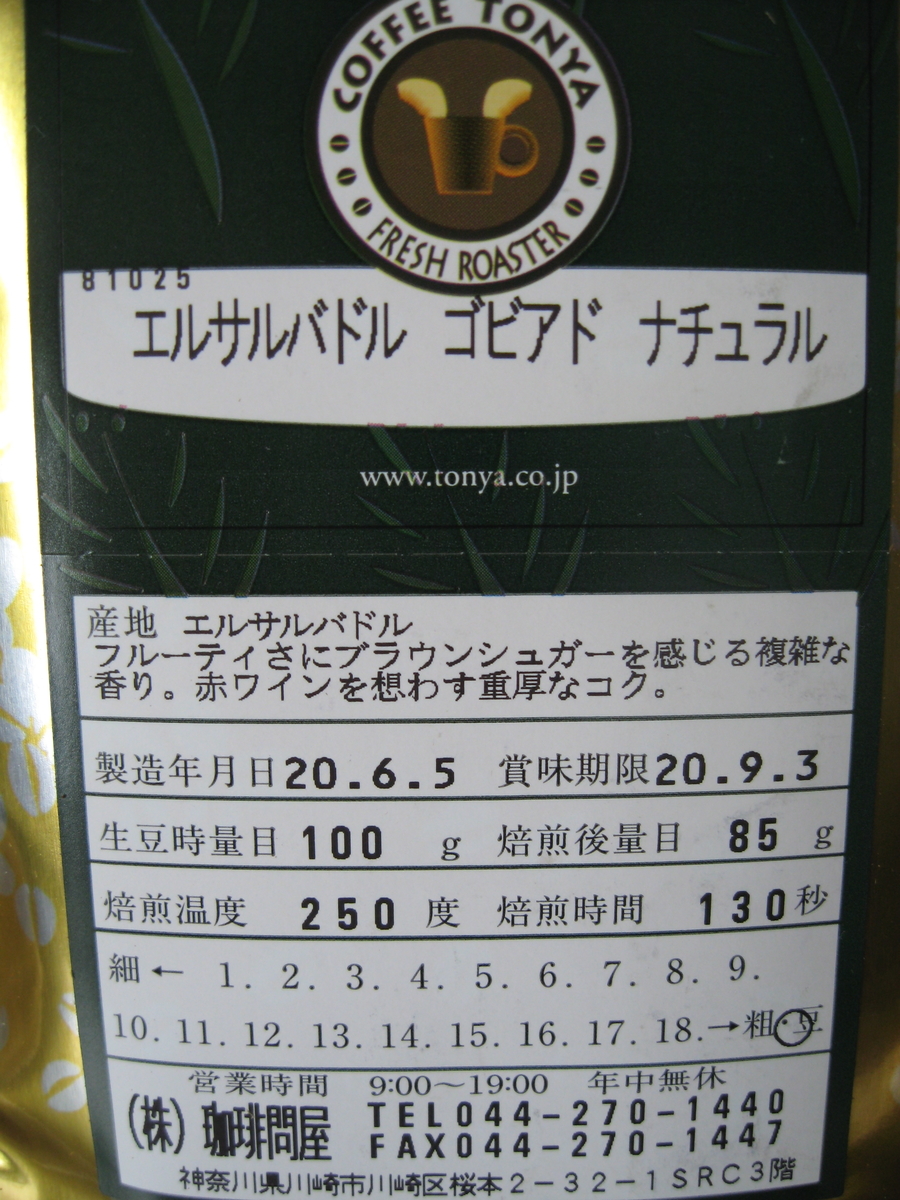 COFFEE TONYA
FRESH ROASTER
81025
エルサルバドル ゴビアド ナチュラル
www.tonya.co.jp
産地 エルサルバドル
フルーティさにブラウンシュガーを感じる複雑な
香り。赤ワインを想わす重厚なコク。
製造年月日 20.6.5 賞味期限 20.9.3
生豆時量目 100 g 焙煎後量目 85 g
焙煎温度 250 度 焙煎時間 130 秒
細 ← 1. 2. 3. 4. 5. 6. 7. 8. 9.
10. 11. 12. 13. 14. 15. 16. 17. 18. →粗・豆
営業時間 9:00～19:00 年中無休
(株)珈琲問屋 TEL044-270-1440
FAX044-270-1447
神奈川県川崎市川崎区桜本2-32-1SRC3階